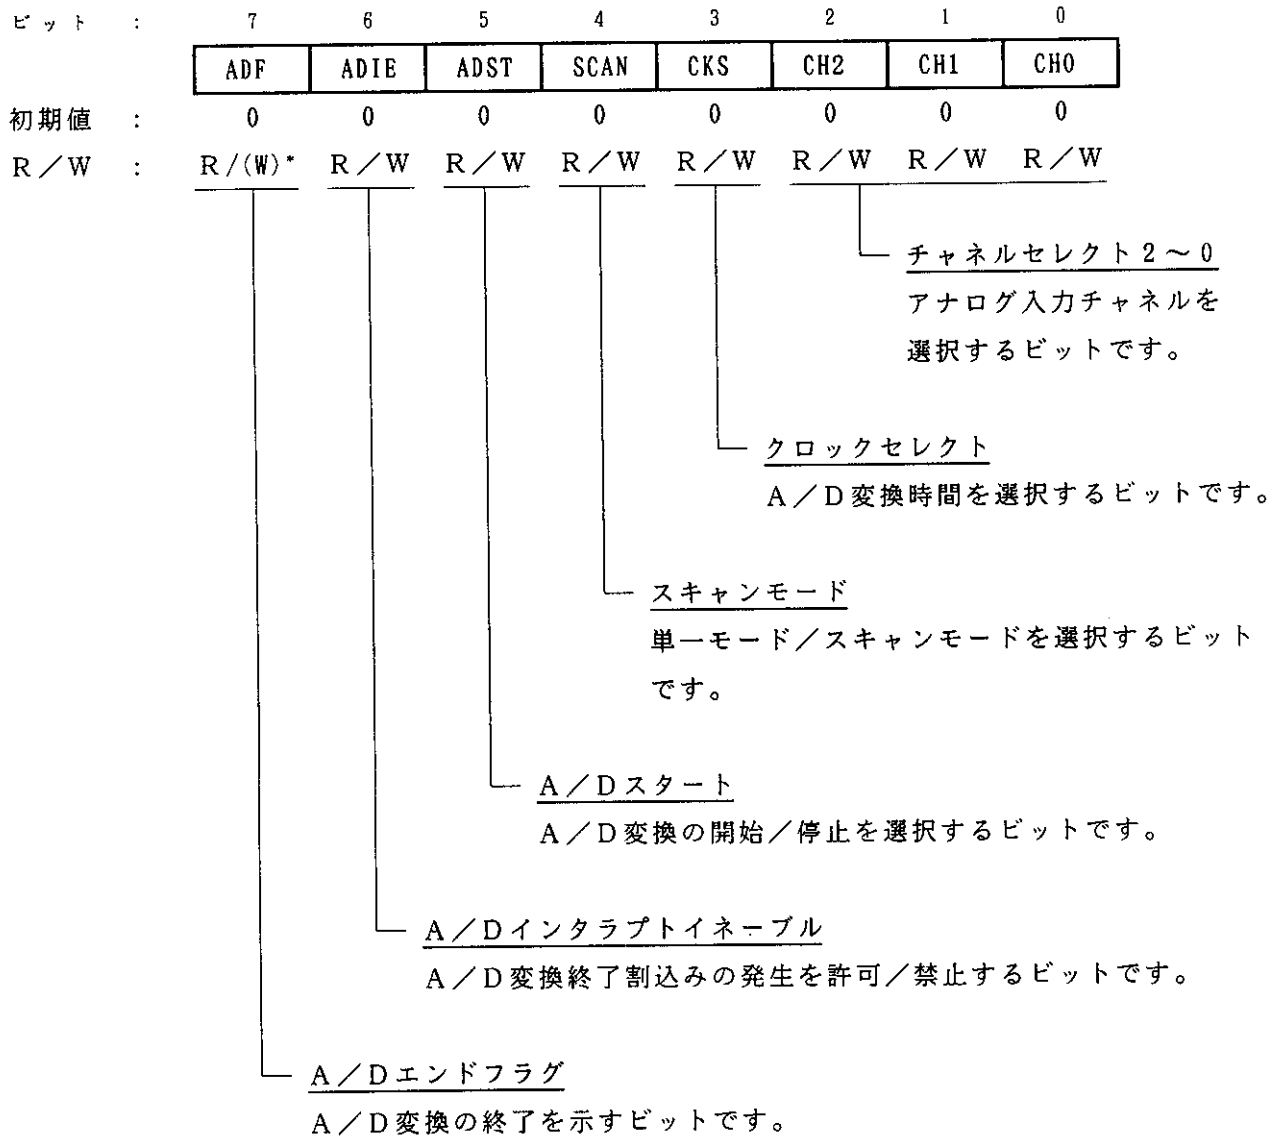 ビット : 7 6 5 4 3 2 1 0
ADF ADIE ADST SCAN CKS CH2 CH1 CH0
初期値 : 0 0 0 0 0 0 0 0
R/W : R/(W)* R/W R/W R/W R/W R/W R/W R/W
チャネルセレクト2~0
アナログ入力チャネルを
選択するビットです。
クロックセレクト
A/D変換時間を選択するビットです。
スキャンモード
単一モード/スキャンモードを選択するビット
です。
A/Dスタート
A/D変換の開始/停止を選択するビットです。
A/Dインタラプトイネーブル
A/D変換終了割込みの発生を許可/禁止するビットです。
A/Dエンドフラグ
A/D変換の終了を示すビットです。